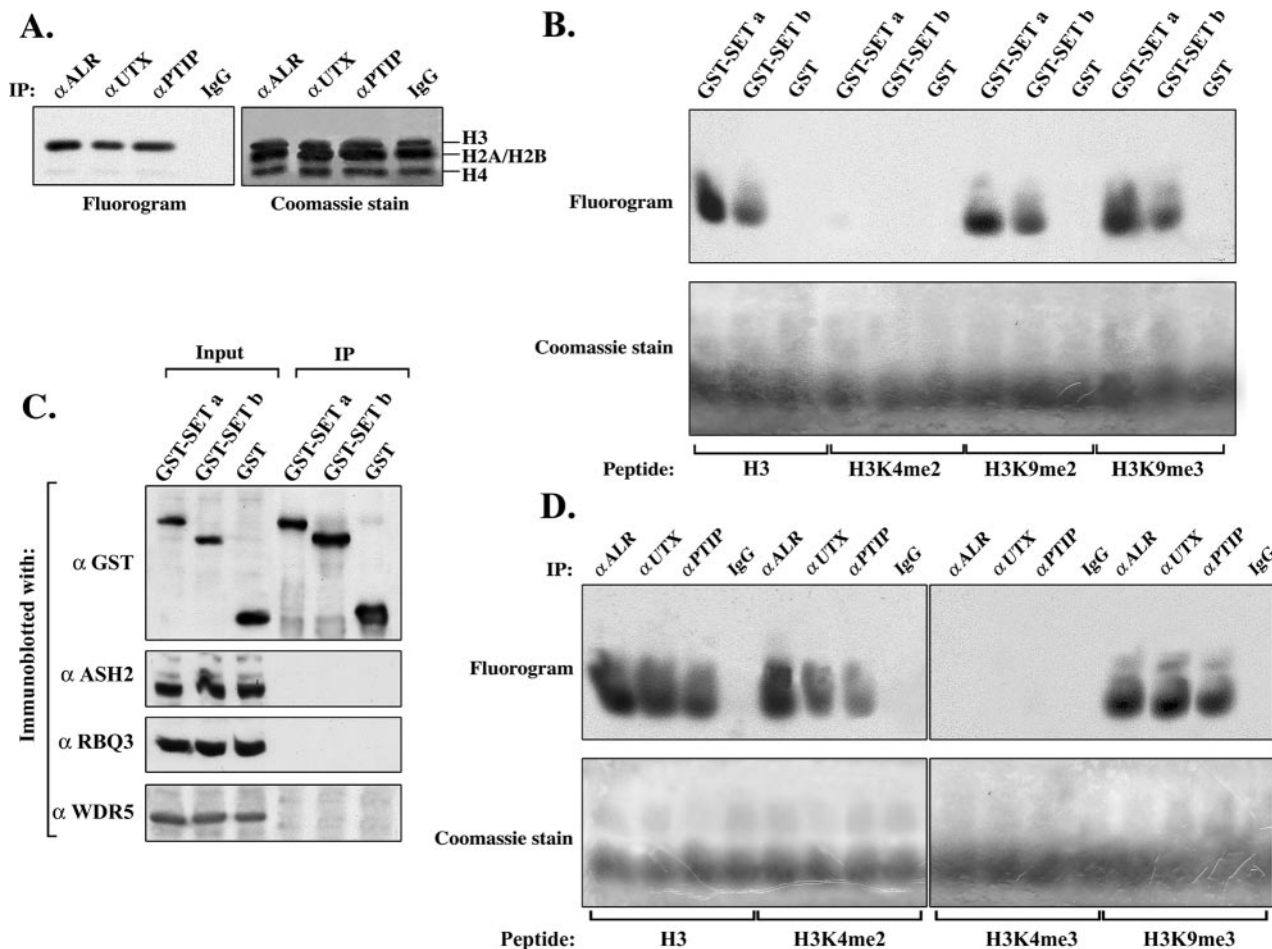 A.
IP: αALR αUTX αPTIP IgG αALR αUTX αPTIP IgG
H3
H2A/H2B
H4
Fluorogram Coomassie stain
B.
GST-SET a GST-SET b GST GST-SET a GST-SET b GST GST-SET a GST-SET b GST GST-SET a GST-SET b GST
Fluorogram
Coomassie stain
Peptide: H3 H3K4me2 H3K9me2 H3K9me3
C.
Input IP
GST-SET a GST-SET b GST GST-SET a GST-SET b GST
Immunoblotted with:
α GST
α ASH2
α RBQ3
α WDR5
D.
IP: αALR αUTX αPTIP IgG αALR αUTX αPTIP IgG αALR αUTX αPTIP IgG αALR αUTX αPTIP IgG
Fluorogram
Coomassie stain
Peptide: H3 H3K4me2 H3K4me3 H3K9me3